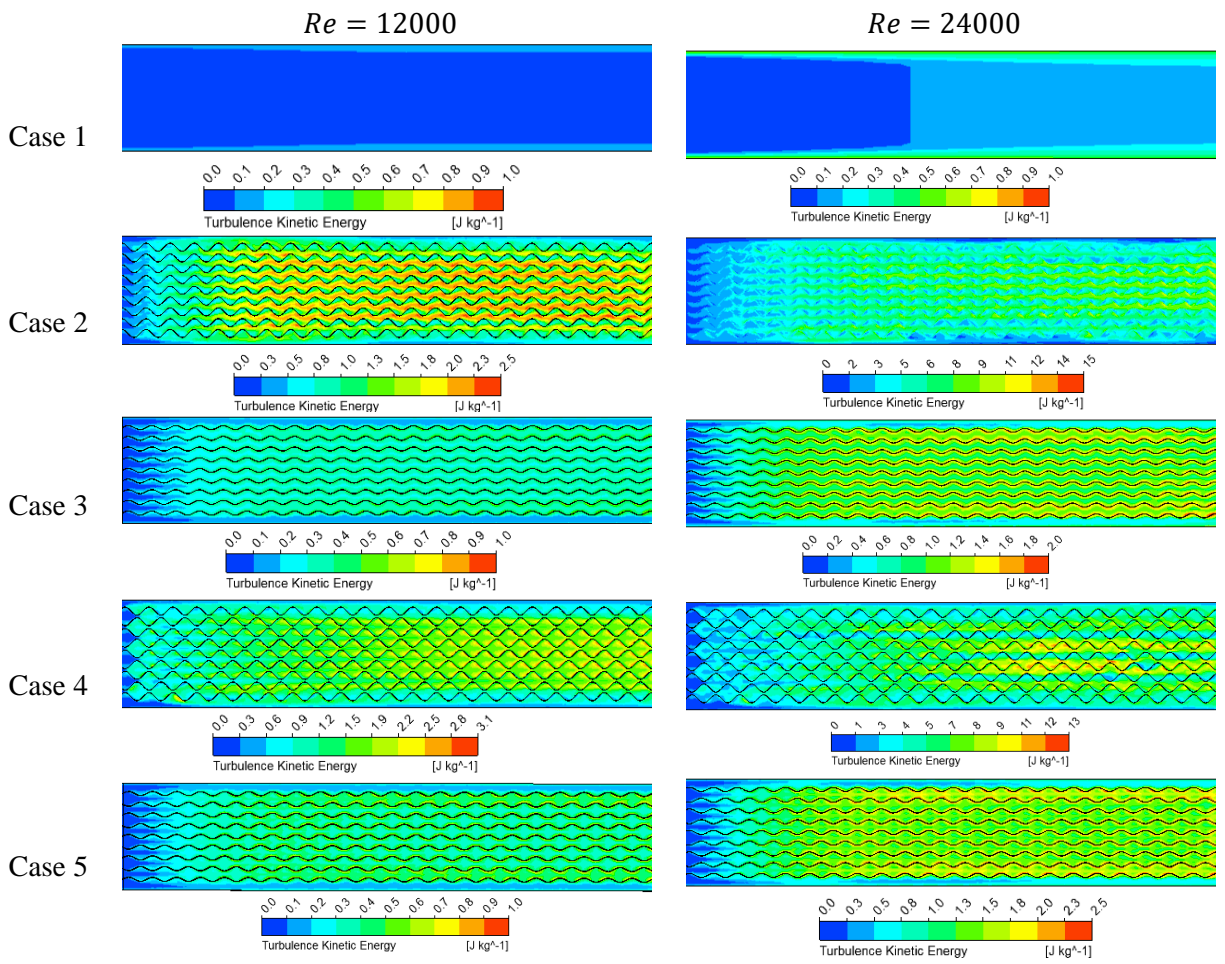 Re = 12000 Re = 24000
Case 1
0.0 0.1 0.2 0.3 0.4 0.5 0.6 0.7 0.8 0.9 1.0
Turbulence Kinetic Energy [J kg^-1]
0.0 0.1 0.2 0.3 0.4 0.5 0.6 0.7 0.8 0.9 1.0
Turbulence Kinetic Energy [J kg^-1]
Case 2
0.0 0.3 0.5 0.8 1.0 1.3 1.5 1.8 2.0 2.3 2.5
Turbulence Kinetic Energy [J kg^-1]
0 2 3 5 6 8 9 11 12 14 15
Turbulence Kinetic Energy [J kg^-1]
Case 3
0.0 0.1 0.2 0.3 0.4 0.5 0.6 0.7 0.8 0.9 1.0
Turbulence Kinetic Energy [J kg^-1]
0.0 0.2 0.4 0.6 0.8 1.0 1.2 1.4 1.6 1.8 2.0
Turbulence Kinetic Energy [J kg^-1]
Case 4
0.0 0.3 0.6 0.9 1.2 1.5 1.9 2.2 2.5 2.8 3.1
Turbulence Kinetic Energy [J kg^-1]
0 1 3 4 5 7 8 9 11 12 13
Turbulence Kinetic Energy [J kg^-1]
Case 5
0.0 0.1 0.2 0.3 0.4 0.5 0.6 0.7 0.8 0.9 1.0
Turbulence Kinetic Energy [J kg^-1]
0.0 0.3 0.5 0.8 1.0 1.3 1.5 1.8 2.0 2.3 2.5
Turbulence Kinetic Energy [J kg^-1]